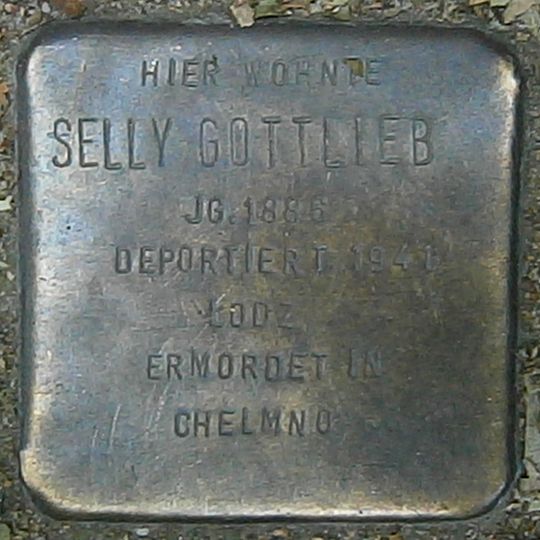 HIER WOHNTE
SELLY GOTTLIEB
JG. 1886
DEPORTIERT 1941
LODZ
ERMORDET IN
CHELMNO